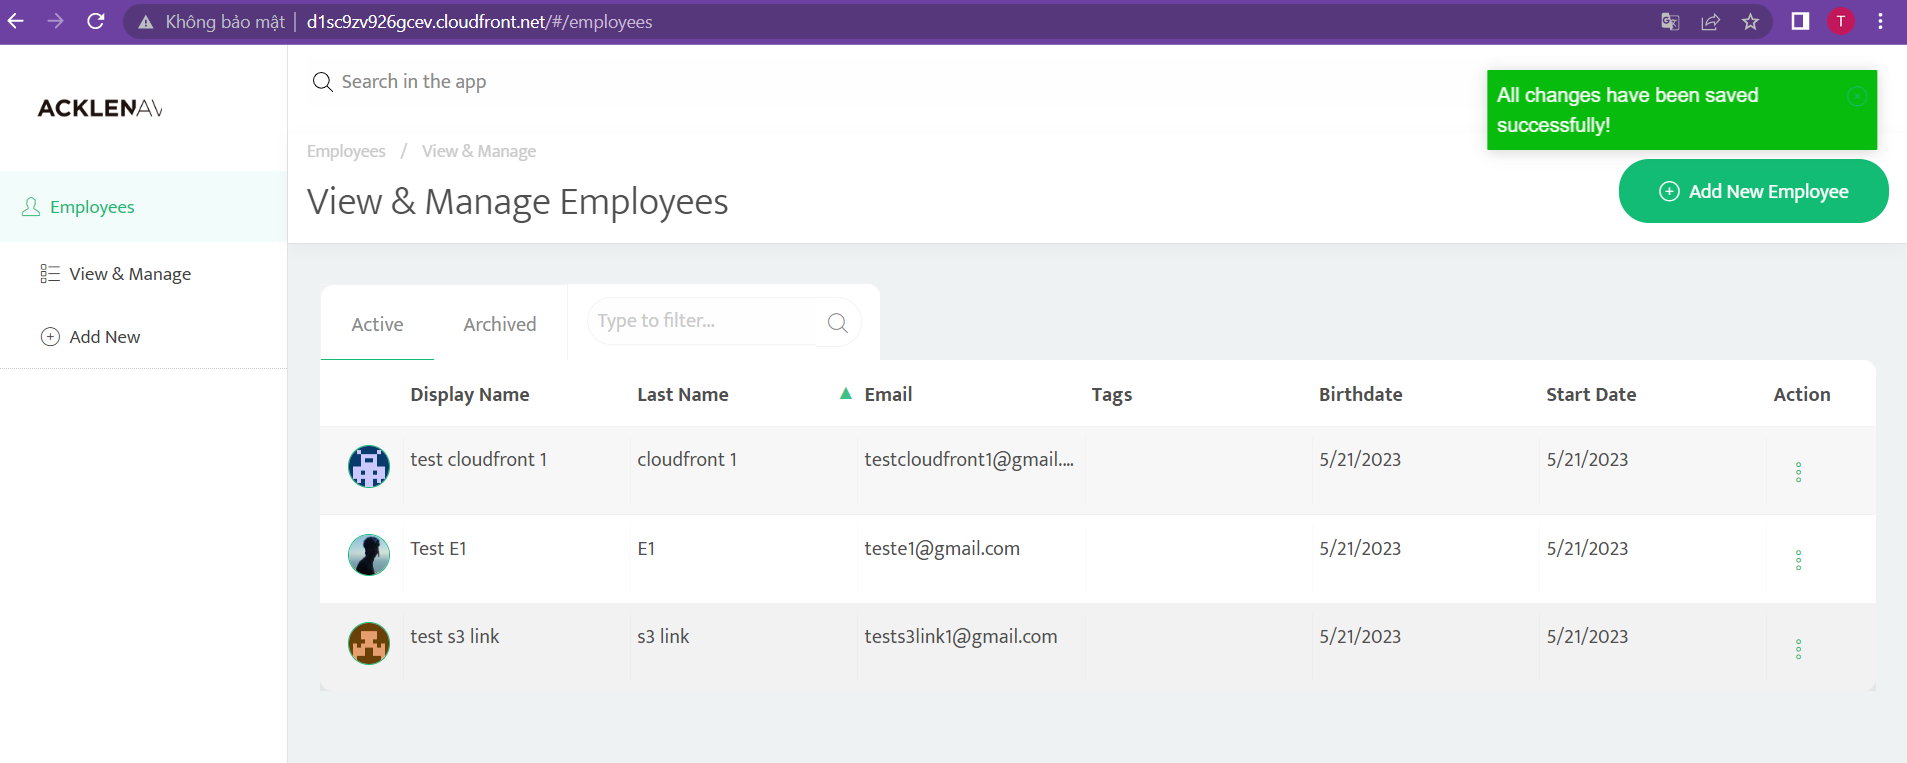 Không bảo mật | d1sc9zv926gcev.cloudfront.net/#/employees
T
ACKLENAV
Search in the app
All changes have been saved
successfully!
Employees / View & Manage
View & Manage Employees
Add New Employee
Employees
View & Manage
Add New
Active Archived Type to filter...
Display Name Last Name Email Tags Birthdate Start Date Action
test cloudfront 1 cloudfront 1 testcloudfront1@gmail.... 5/21/2023 5/21/2023
Test E1 E1 teste1@gmail.com 5/21/2023 5/21/2023
test s3 link s3 link tests3link1@gmail.com 5/21/2023 5/21/2023